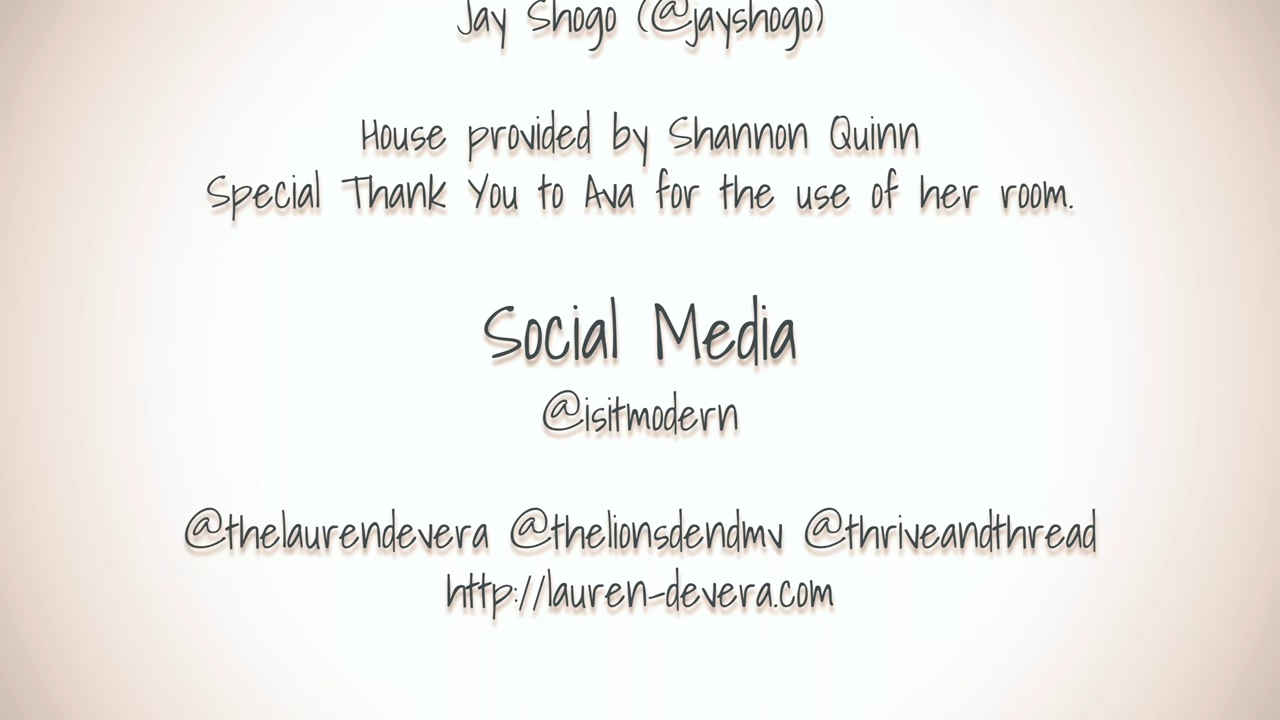 Jay Shogo (@jayshogo)
House provided by Shannon Quinn
Special Thank You to Ava for the use of her room.
Social Media
@isitmodern
@thelaurendevera @thelionsdendmv @thriveandthread
http://lauren-devera.com